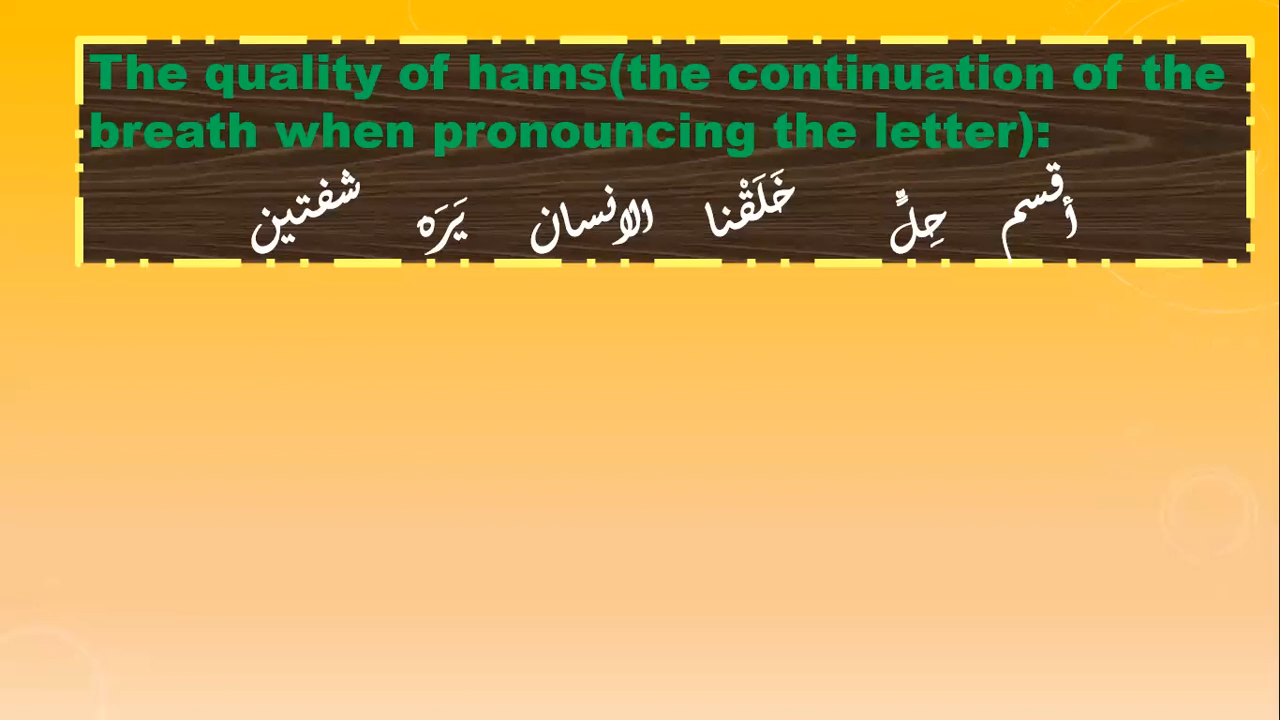 The quality of hams(the continuation of the
breath when pronouncing the letter):
أقسم حِلٌّ خَلَقْنا الانسان يَرَه شفتين